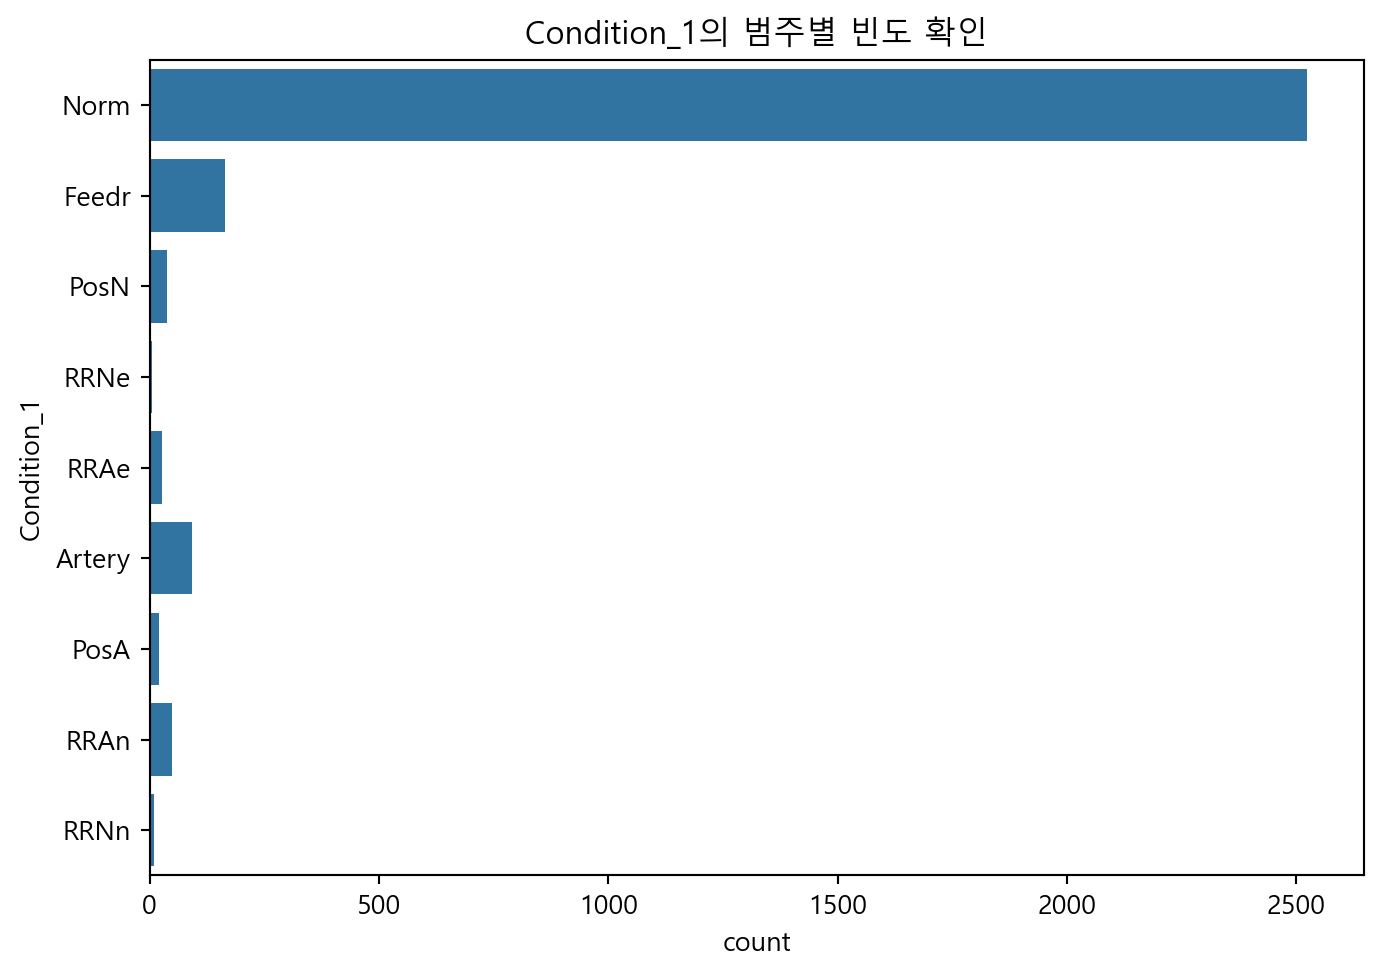 Condition_1의 범주별 빈도 확인
Norm
Feedr
PosN
RRNe
RRAe
Artery
PosA
RRAn
RRNn
Condition_1
0 500 1000 1500 2000 2500
count